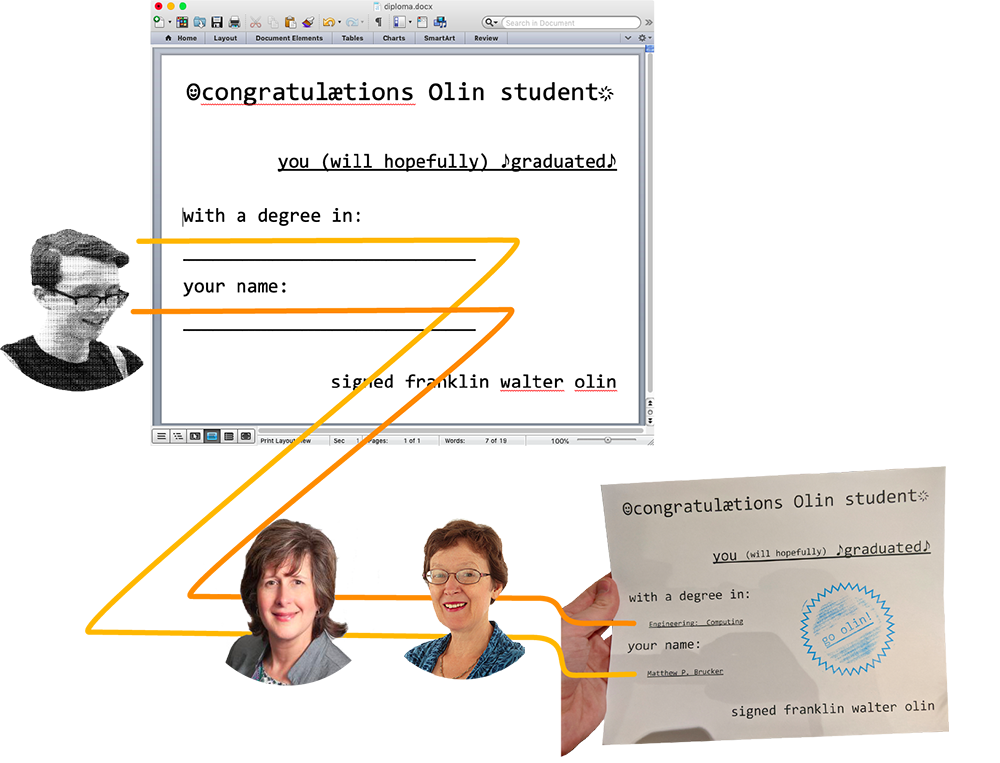 diploma.docx
Search in Document
Home Layout Document Elements Tables Charts SmartArt Review
☺congratulætions Olin student҉
you (will hopefully) ♪graduated♪
with a degree in:
your name:
signed franklin walter olin
Print Layout View Sec 1 Pages: 1 of 1 Words: 7 of 19 100%
☺congratulætions Olin student҉
you (will hopefully) ♪graduated♪
with a degree in:
Engineering: Computing
your name:
Matthew P. Brucker
go olin!
signed franklin walter olin